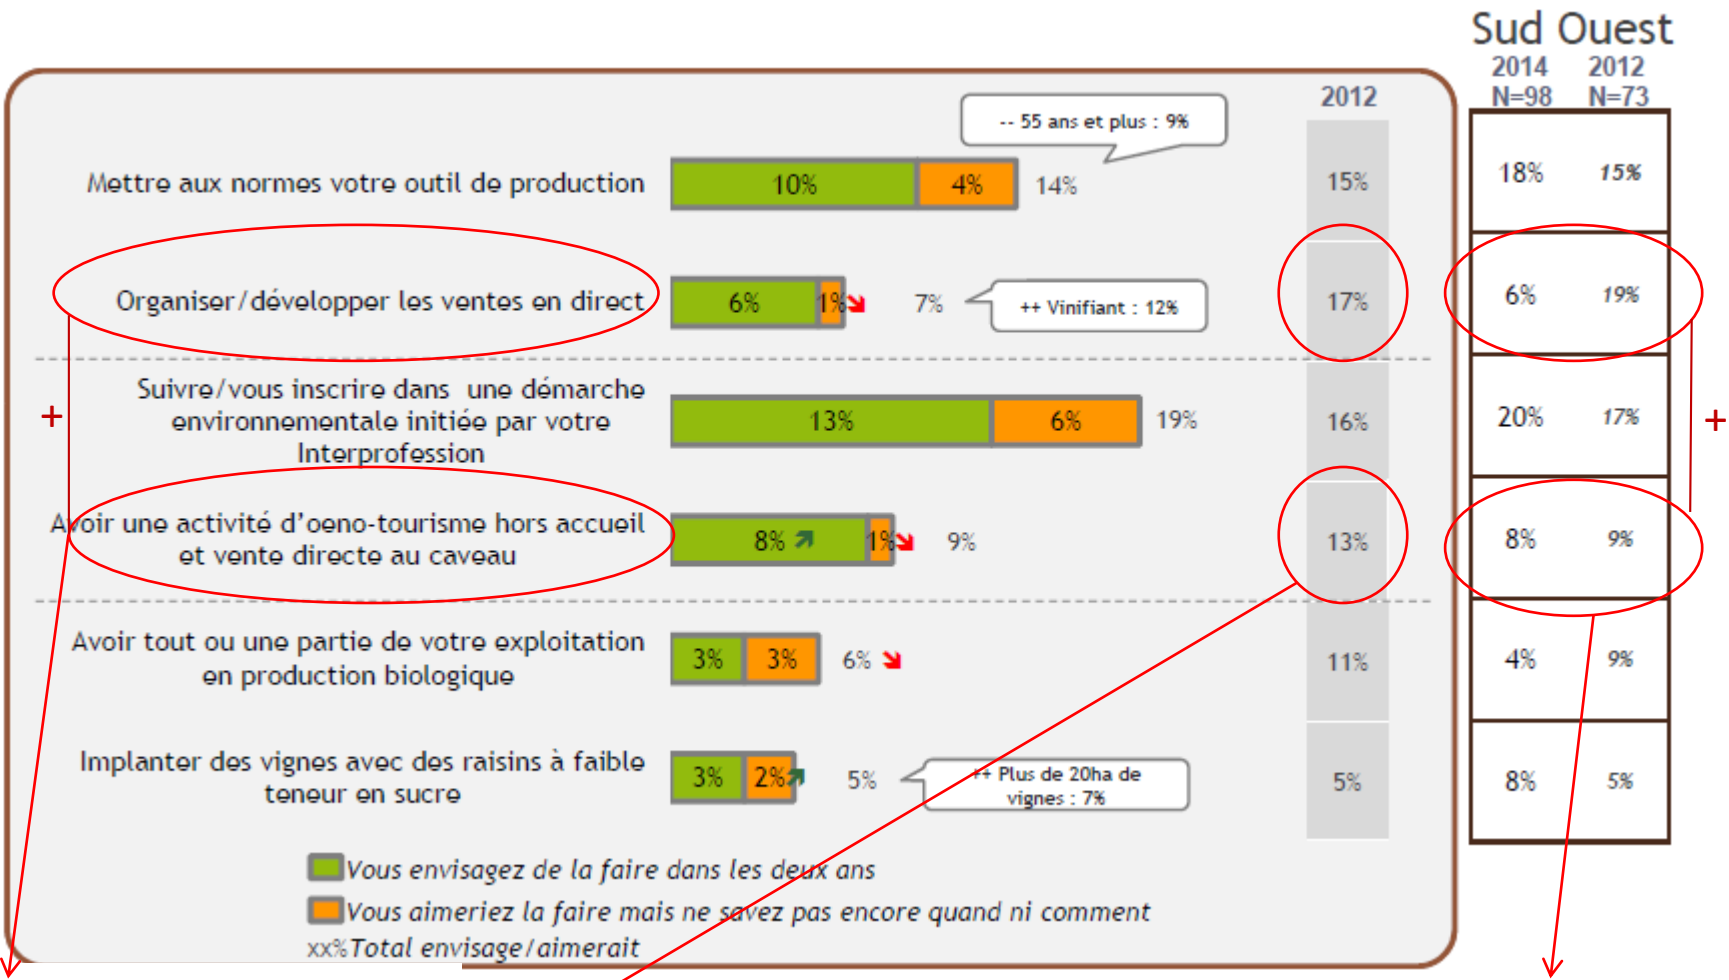 Sud Ouest
2014 2012
N=98 N=73
2012
-- 55 ans et plus : 9%
Mettre aux normes votre outil de production 10% 4% 14% 15% 18% 15%
Organiser/développer les ventes en direct 6% 1% 7% ++ Vinifiant : 12% 17% 6% 19%
Suivre/vous inscrire dans une démarche
environnementale initiée par votre
Interprofession
13% 6% 19% 16% 20% 17%
+ +
Avoir une activité d'oeno-tourisme hors accueil
et vente directe au caveau
8% 1% 9% 13% 8% 9%
Avoir tout ou une partie de votre exploitation
en production biologique
3% 3% 6% 11% 4% 9%
Implanter des vignes avec des raisins à faible
teneur en sucre
3% 2% 5% 5% 8% 5%
++ Plus de 20ha de
vignes : 7%
Vous envisagez de la faire dans les deux ans
Vous aimeriez la faire mais ne savez pas encore quand ni comment
xx% Total envisage/aimerait